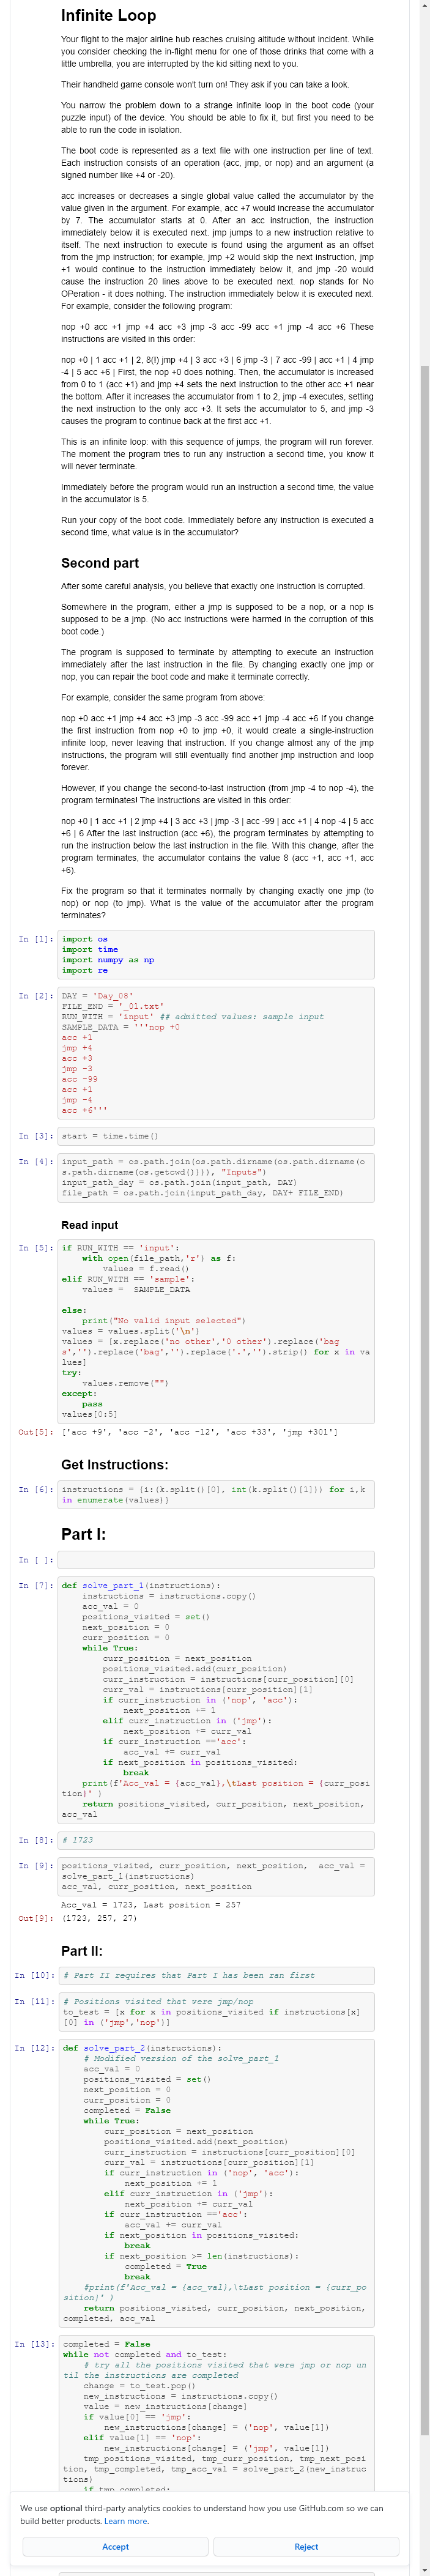 Infinite Loop
Your flight to the major airline hub reaches cruising altitude without incident. While
you consider checking the in-flight menu for one of those drinks that come with a
little umbrella, you are interrupted by the kid sitting next to you.
Their handheld game console won't turn on! They ask if you can take a look.
You narrow the problem down to a strange infinite loop in the boot code (your
puzzle input) of the device. You should be able to fix it, but first you need to be
able to run the code in isolation.
The boot code is represented as a text file with one instruction per line of text.
Each instruction consists of an operation (acc, jmp, or nop) and an argument (a
signed number like +4 or -20).
acc increases or decreases a single global value called the accumulator by the
value given in the argument. For example, acc +7 would increase the accumulator
by 7. The accumulator starts at 0. After an acc instruction, the instruction
immediately below it is executed next. jmp jumps to a new instruction relative to
itself. The next instruction to execute is found using the argument as an offset
from the jmp instruction; for example, jmp +2 would skip the next instruction, jmp
+1 would continue to the instruction immediately below it, and jmp -20 would
cause the instruction 20 lines above to be executed next. nop stands for No
OPeration - it does nothing. The instruction immediately below it is executed next.
For example, consider the following program:
nop +0 acc +1 jmp +4 acc +3 jmp -3 acc -99 acc +1 jmp -4 acc +6 These
instructions are visited in this order:
nop +0 | 1 acc +1 | 2, 8(!) jmp +4 | 3 acc +3 | 6 jmp -3 | 7 acc -99 | acc +1 | 4 jmp
-4 | 5 acc +6 | First, the nop +0 does nothing. Then, the accumulator is increased
from 0 to 1 (acc +1) and jmp +4 sets the next instruction to the other acc +1 near
the bottom. After it increases the accumulator from 1 to 2, jmp -4 executes, setting
the next instruction to the only acc +3. It sets the accumulator to 5, and jmp -3
causes the program to continue back at the first acc +1.
This is an infinite loop: with this sequence of jumps, the program will run forever.
The moment the program tries to run any instruction a second time, you know it
will never terminate.
Immediately before the program would run an instruction a second time, the value
in the accumulator is 5.
Run your copy of the boot code. Immediately before any instruction is executed a
second time, what value is in the accumulator?
Second part
After some careful analysis, you believe that exactly one instruction is corrupted.
Somewhere in the program, either a jmp is supposed to be a nop, or a nop is
supposed to be a jmp. (No acc instructions were harmed in the corruption of this
boot code.)
The program is supposed to terminate by attempting to execute an instruction
immediately after the last instruction in the file. By changing exactly one jmp or
nop, you can repair the boot code and make it terminate correctly.
For example, consider the same program from above:
nop +0 acc +1 jmp +4 acc +3 jmp -3 acc -99 acc +1 jmp -4 acc +6 If you change
the first instruction from nop +0 to jmp +0, it would create a single-instruction
infinite loop, never leaving that instruction. If you change almost any of the jmp
instructions, the program will still eventually find another jmp instruction and loop
forever.
However, if you change the second-to-last instruction (from jmp -4 to nop -4), the
program terminates! The instructions are visited in this order:
nop +0 | 1 acc +1 | 2 jmp +4 | 3 acc +3 | jmp -3 | acc -99 | acc +1 | 4 nop -4 | 5 acc
+6 | 6 After the last instruction (acc +6), the program terminates by attempting to
run the instruction below the last instruction in the file. With this change, after the
program terminates, the accumulator contains the value 8 (acc +1, acc +1, acc
+6).
Fix the program so that it terminates normally by changing exactly one jmp (to
nop) or nop (to jmp). What is the value of the accumulator after the program
terminates?
In [1]: import os
import time
import numpy as np
import re
In [2]: DAY = 'Day_08'
FILE_END = '_01.txt'
RUN_WITH = 'input' ## admitted values: sample input
SAMPLE_DATA = '''nop +0
acc +1
jmp +4
acc +3
jmp -3
acc -99
acc +1
jmp -4
acc +6'''
In [3]: start = time.time()
In [4]: input_path = os.path.join(os.path.dirname(os.path.dirname(o
s.path.dirname(os.getcwd()))), "Inputs")
input_path_day = os.path.join(input_path, DAY)
file_path = os.path.join(input_path_day, DAY+ FILE_END)
Read input
In [5]: if RUN_WITH == 'input':
with open(file_path,'r') as f:
values = f.read()
elif RUN_WITH == 'sample':
values =  SAMPLE_DATA
else:
print("No valid input selected")
values = values.split('\n')
values = [x.replace('no other','0 other').replace('bag
s','').replace('bag','').replace('.','').strip() for x in va
lues]
try:
values.remove("")
except:
pass
values[0:5]
Out[5]: ['acc +9', 'acc -2', 'acc -12', 'acc +33', 'jmp +301']
Get Instructions:
In [6]: instructions = {i:(k.split()[0], int(k.split()[1])) for i,k
in enumerate(values)}
Part I:
In [ ]:
In [7]: def solve_part_1(instructions):
instructions = instructions.copy()
acc_val = 0
positions_visited = set()
next_position = 0
curr_position = 0
while True:
curr_position = next_position
positions_visited.add(curr_position)
curr_instruction = instructions[curr_position][0]
curr_val = instructions[curr_position][1]
if curr_instruction in ('nop', 'acc'):
next_position += 1
elif curr_instruction in ('jmp'):
next_position += curr_val
if curr_instruction =='acc':
acc_val += curr_val
if next_position in positions_visited:
break
print(f'Acc_val = {acc_val},\tLast position = {curr_posi
tion}' )
return positions_visited, curr_position, next_position,
acc_val
In [8]: # 1723
In [9]: positions_visited, curr_position, next_position,  acc_val =
solve_part_1(instructions)
acc_val, curr_position, next_position
Acc_val = 1723, Last position = 257
Out[9]: (1723, 257, 27)
Part II:
In [10]: # Part II requires that Part I has been ran first
In [11]: # Positions visited that were jmp/nop
to_test = [x for x in positions_visited if instructions[x]
[0] in ('jmp','nop')]
In [12]: def solve_part_2(instructions):
# Modified version of the solve_part_1
acc_val = 0
positions_visited = set()
next_position = 0
curr_position = 0
completed = False
while True:
curr_position = next_position
positions_visited.add(next_position)
curr_instruction = instructions[curr_position][0]
curr_val = instructions[curr_position][1]
if curr_instruction in ('nop', 'acc'):
next_position += 1
elif curr_instruction in ('jmp'):
next_position += curr_val
if curr_instruction =='acc':
acc_val += curr_val
if next_position in positions_visited:
break
if next_position >= len(instructions):
completed = True
break
#print(f'Acc_val = {acc_val},\tLast position = {curr_po
sition}' )
return positions_visited, curr_position, next_position,
completed, acc_val
In [13]: completed = False
while not completed and to_test:
# try all the positions visited that were jmp or nop un
til the instructions are completed
change = to_test.pop()
new_instructions = instructions.copy()
value = new_instructions[change]
if value[0] == 'jmp':
new_instructions[change] = ('nop', value[1])
elif value[1] == 'nop':
new_instructions[change] = ('jmp', value[1])
tmp_positions_visited, tmp_curr_position, tmp_next_posi
tion, tmp_completed, tmp_acc_val = solve_part_2(new_instruc
tions)
if tmp_completed:
We use optional third-party analytics cookies to understand how you use GitHub.com so we can
build better products. Learn more.
Accept Reject